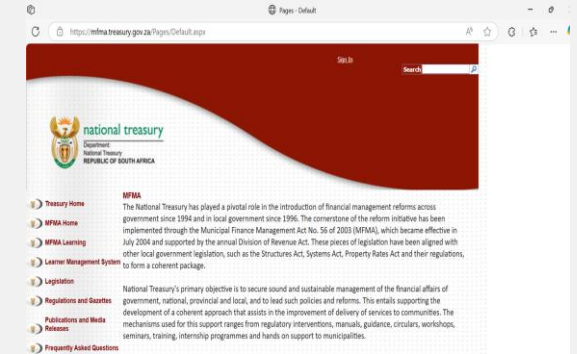 Pages - Default
https://mfma.treasury.gov.za/Pages/Default.aspx
Sign In
Search
national treasury
Department:
National Treasury
REPUBLIC OF SOUTH AFRICA
Treasury Home
MFMA Home
MFMA Learning
Learner Management System
Legislation
Regulations and Gazettes
Publications and Media
Releases
Frequently Asked Questions
MFMA
The National Treasury has played a pivotal role in the introduction of financial management reforms across
government since 1994 and in local government since 1996. The cornerstone of the reform initiative has been
implemented through the Municipal Finance Management Act No. 56 of 2003 (MFMA), which became effective in
July 2004 and supported by the annual Division of Revenue Act. These pieces of legislation have been aligned with
other local government legislation, such as the Structures Act, Systems Act, Property Rates Act and their regulations,
to form a coherent package.
National Treasury's primary objective is to secure sound and sustainable management of the financial affairs of
government, national, provincial and local, and to lead such policies and reforms. This entails supporting the
development of a coherent approach that assists in the improvement of delivery of services to communities. The
mechanisms used for this support ranges from regulatory interventions, manuals, guidance, circulars, workshops,
seminars, training, internship programmes and hands on support to municipalities.